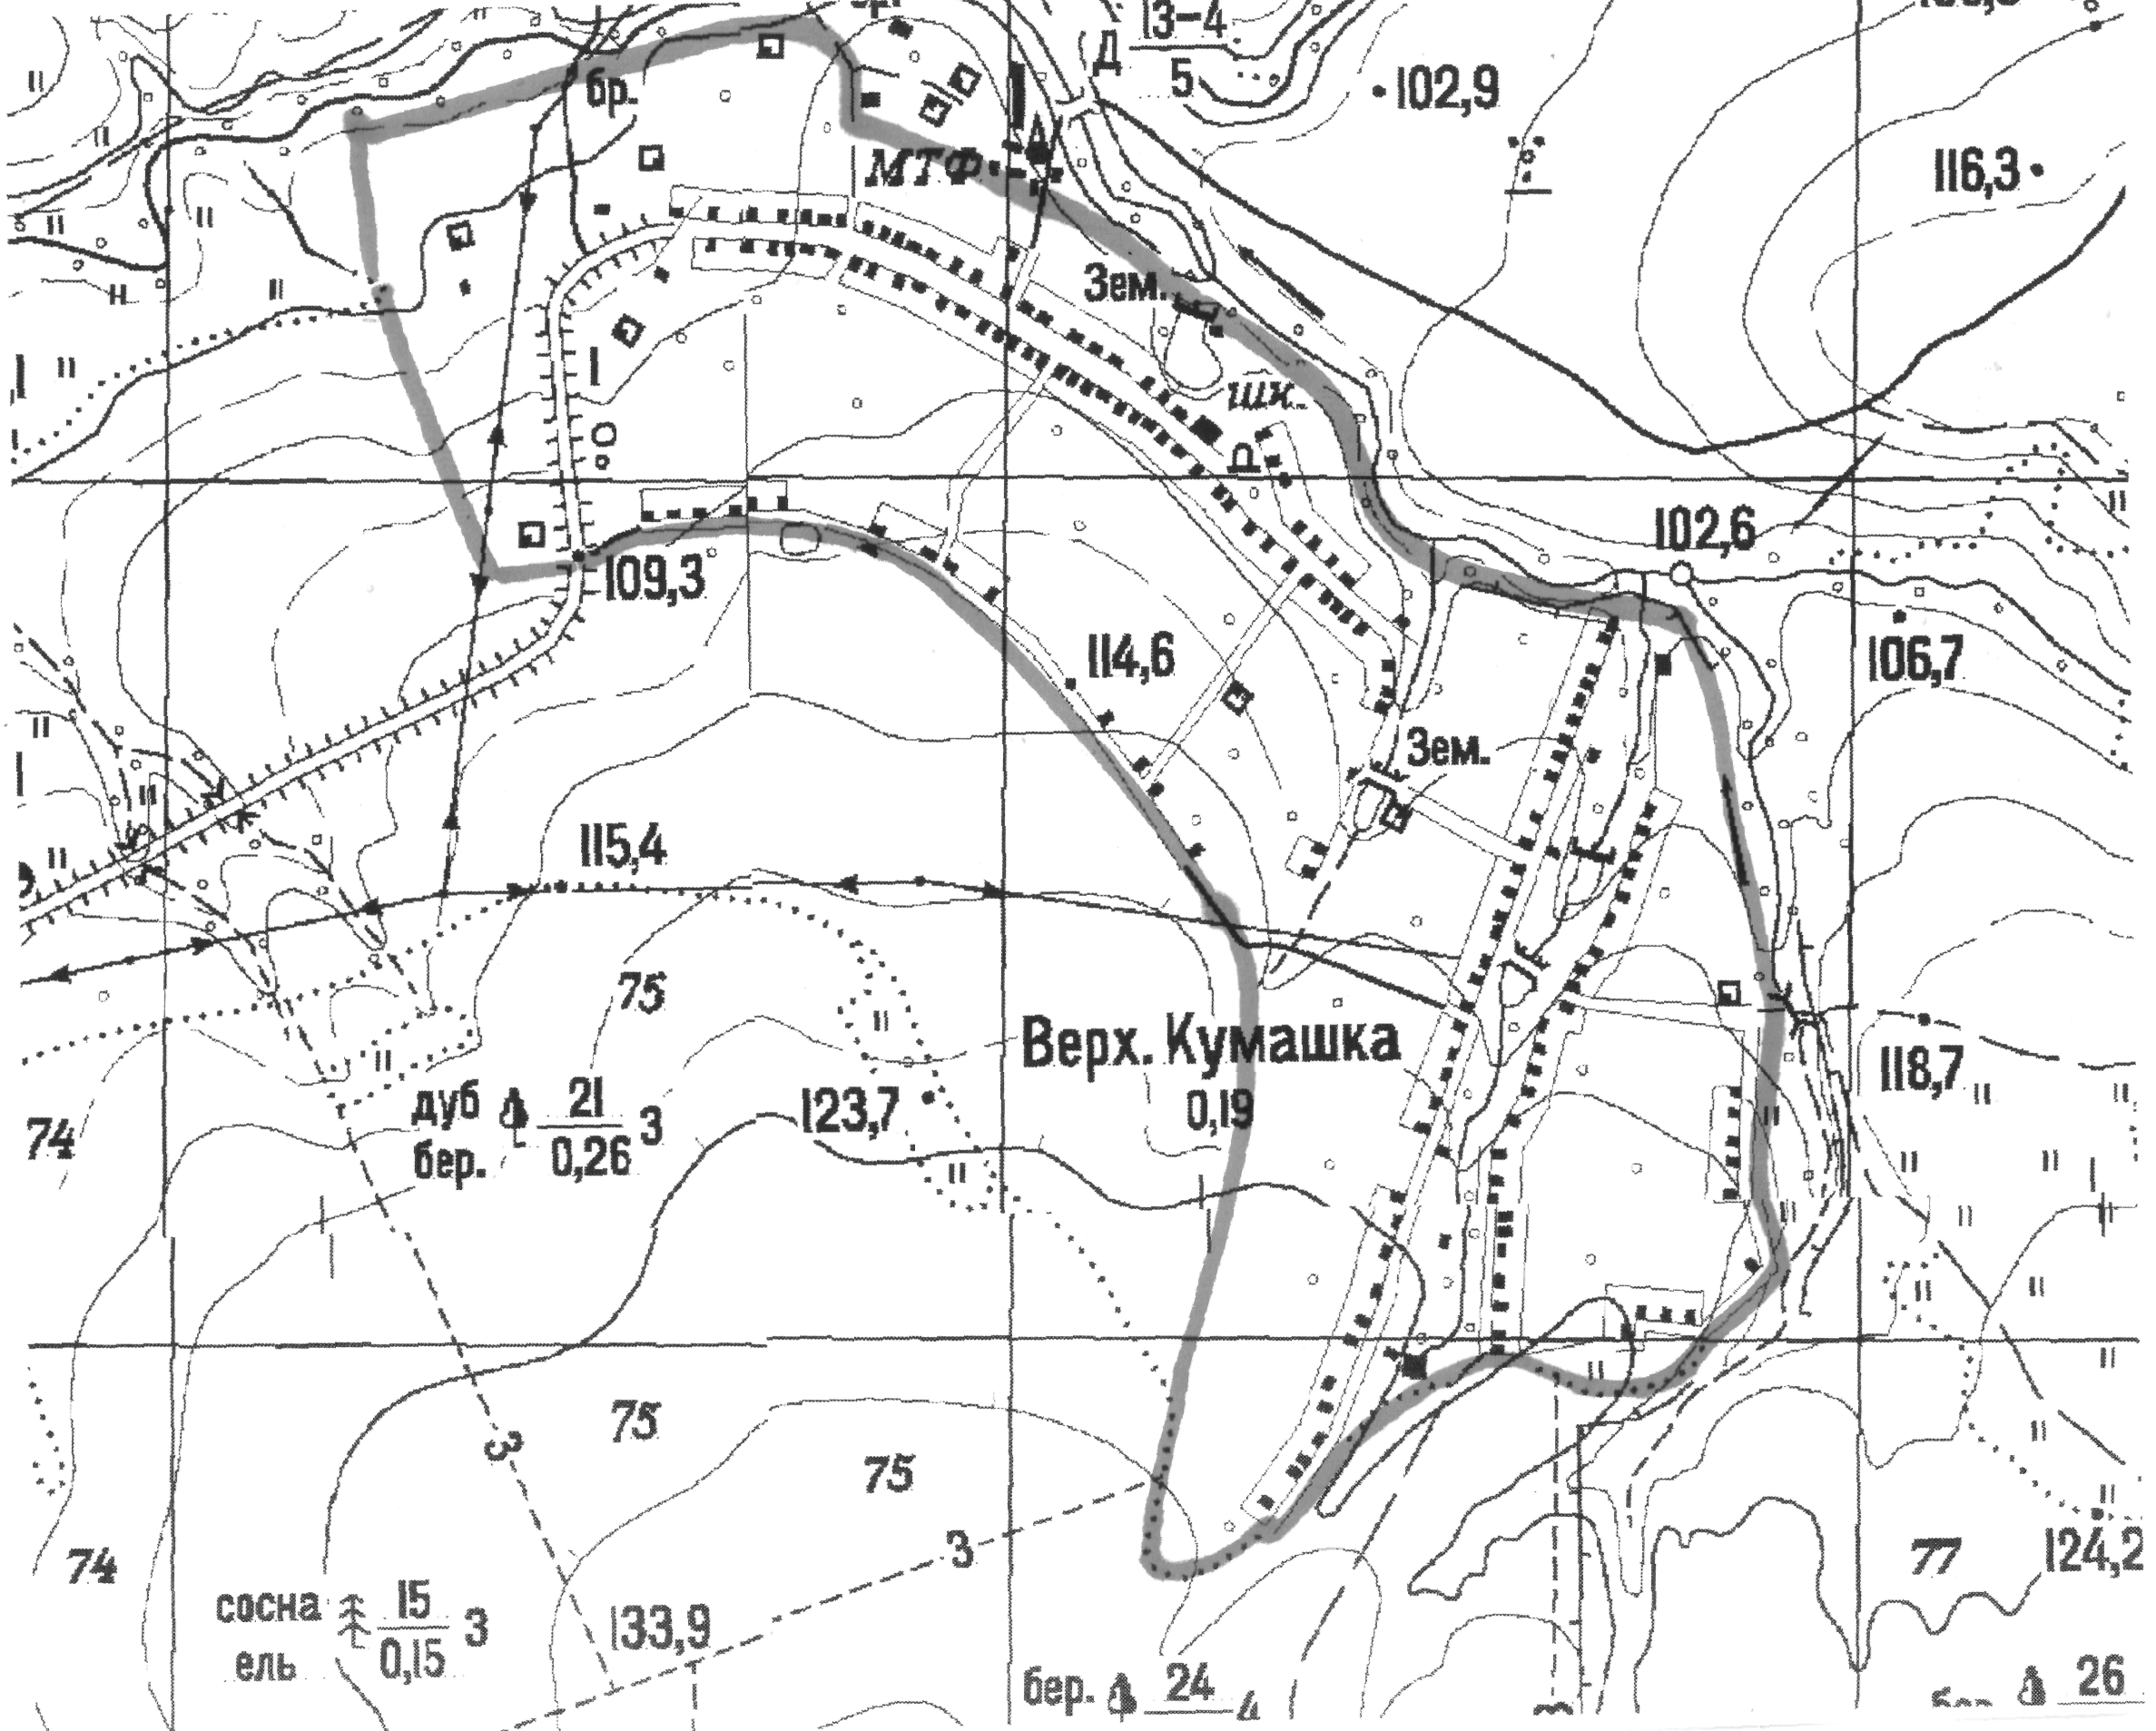 13-4
Д
5
бр.
102,9
МТФ
116,3
Зем.
шк.
Р
102,6
109,3
114,6
106,7
Зем.
115,4
75
Верх. Кумашка
0,19
118,7
дуб 21 3
бер. 0,26
123,7
74
3
75
75
3
74
77
124,2
сосна 15 3
ель 0,15
133,9
бер. 24
4
26